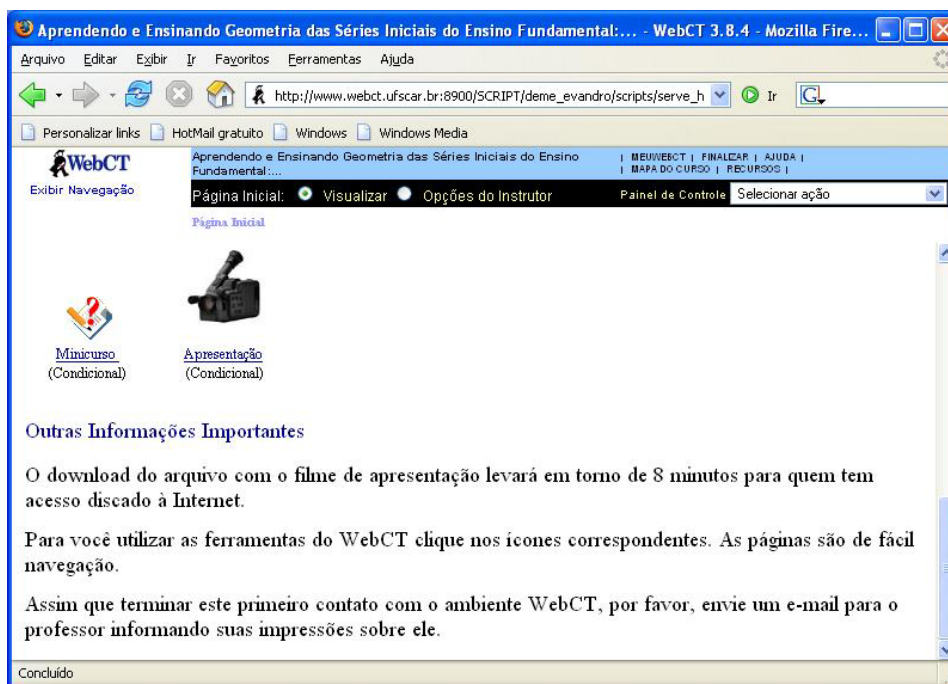 Aprendendo e Ensinando Geometria das Séries Iniciais do Ensino Fundamental:... - WebCT 3.8.4 - Mozilla Fire...
Arquivo Editar Exibir Ir Favoritos Ferramentas Ajuda
http://www.webct.ufscar.br:8900/SCRIPT/deme_evandro/scripts/serve_h Ir G
Personalizar links HotMail gratuito Windows Windows Media
WebCT
Exibir Navegação
Aprendendo e Ensinando Geometria das Séries Iniciais do Ensino
Fundamental:...
| MEUWEBCT | FINALIZAR | AJUDA |
| MAPA DO CURSO | RECURSOS |
Página Inicial: Visualizar Opções do Instrutor Painel de Controle Selecionar ação
Página Inicial
Minicurso
(Condicional)
Apresentação
(Condicional)
Outras Informações Importantes
O download do arquivo com o filme de apresentação levará em torno de 8 minutos para quem tem
acesso discado à Internet.
Para você utilizar as ferramentas do WebCT clique nos ícones correspondentes. As páginas são de fácil
navegação.
Assim que terminar este primeiro contato com o ambiente WebCT, por favor, envie um e-mail para o
professor informando suas impressões sobre ele.
Concluído